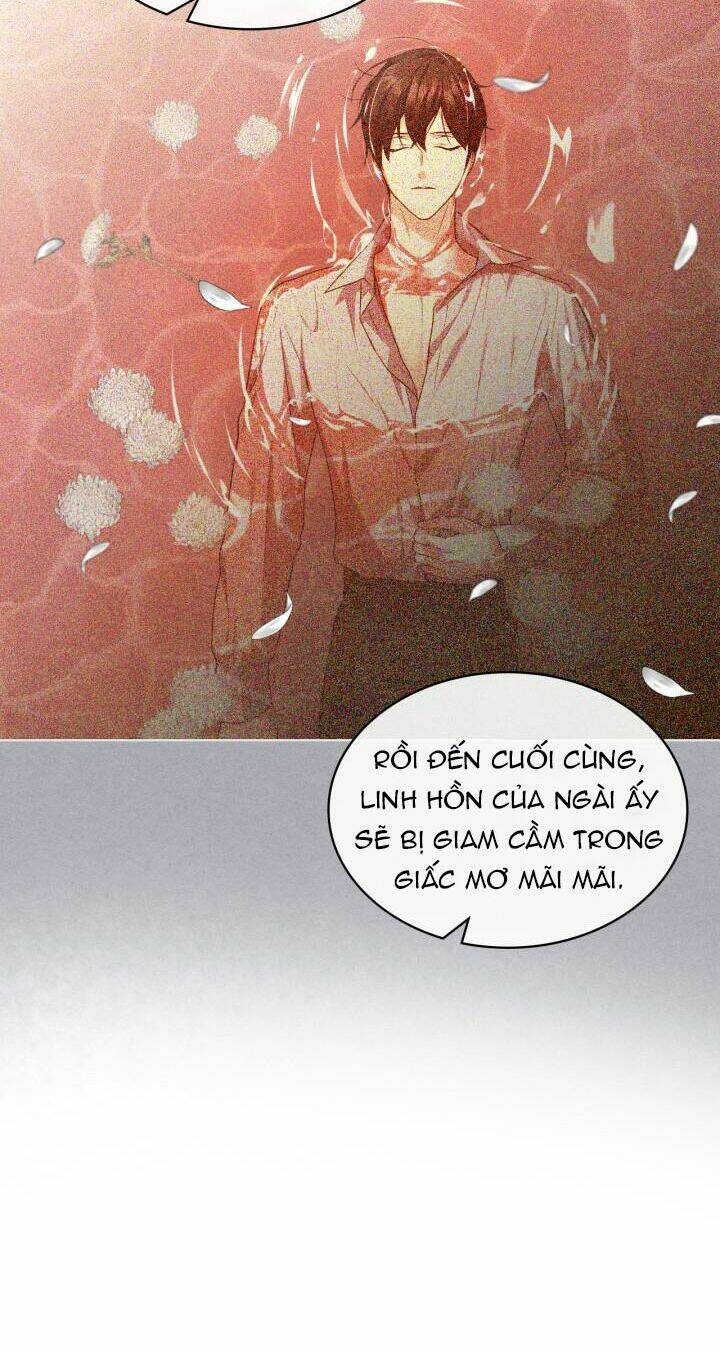 RỒI ĐẾN CUỐI CÙNG,
LINH HỒN CỦA NGÀI ẤY
SẼ BỊ GIAM CẦM TRONG
GIẤC MƠ MÃI MÃI.